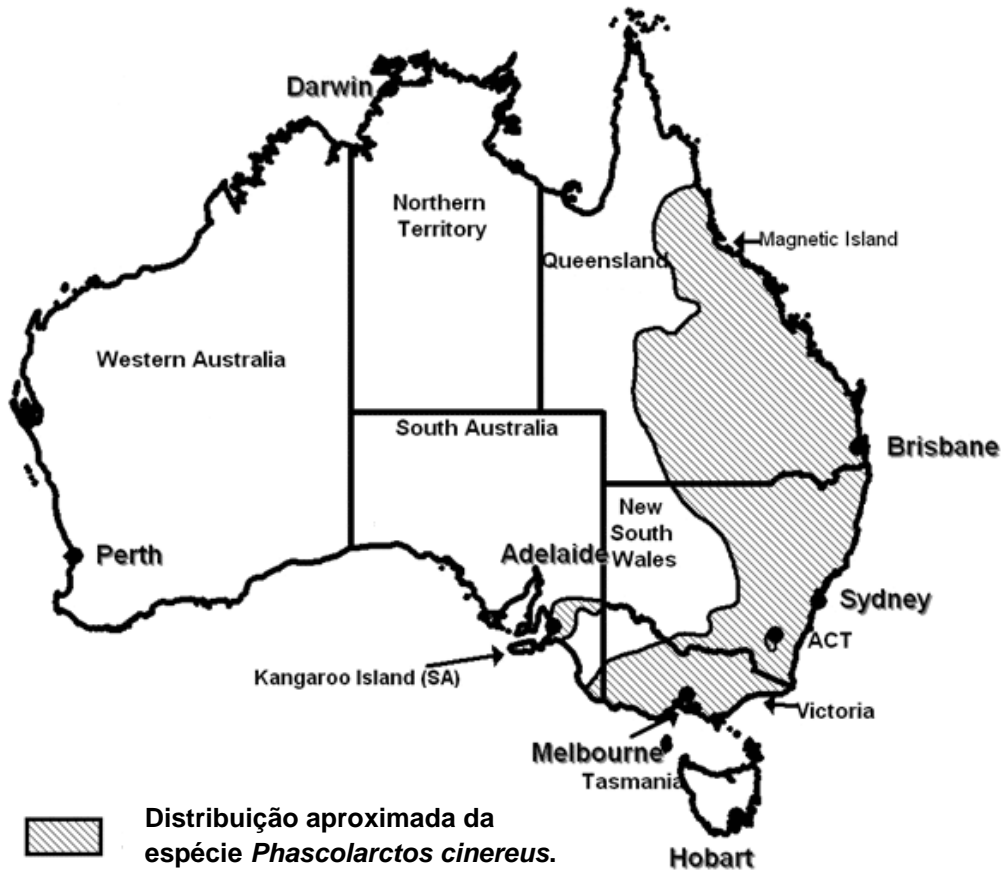 Darwin
Northern
Territory
Magnetic Island
Queensland
Western Australia
South Australia
Brisbane
New
South
Wales
Adelaide
Perth
Sydney
ACT
Kangaroo Island (SA)
Victoria
Melbourne
Tasmania
Distribuição aproximada da
espécie Phascolarctos cinereus.
Hobart